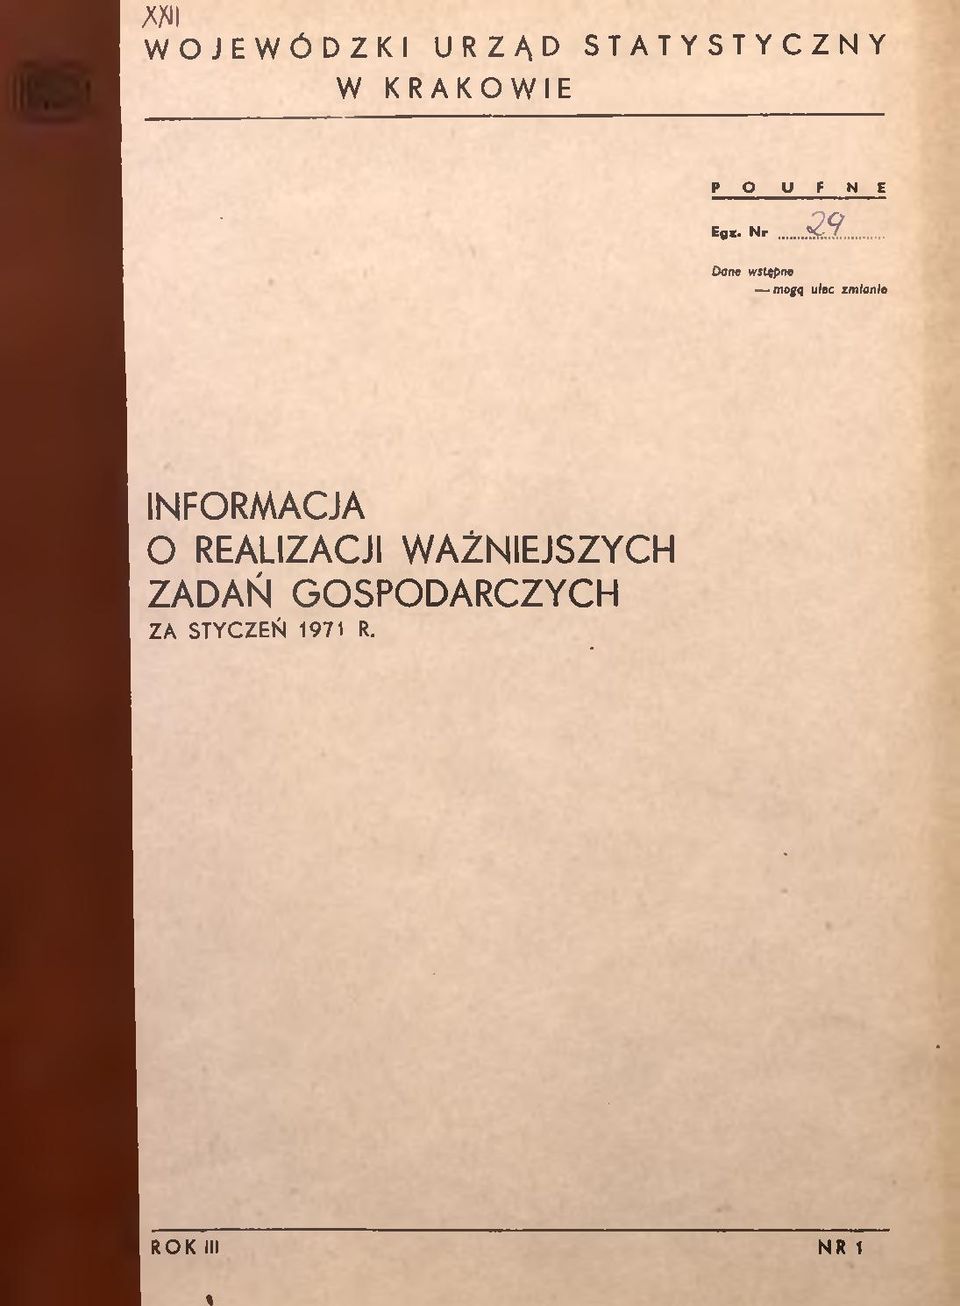 XXII
WOJEWÓDZKI URZĄD STATYSTYCZNY
W KRAKOWIE
POUFNE
Egz. Nr 29
Dane wstępne
— mogą ulec zmianie
INFORMACJA
O REALIZACJI WAŻNIEJSZYCH
ZADAŃ GOSPODARCZYCH
ZA STYCZEŃ 1971 R.
ROK III
NR 1